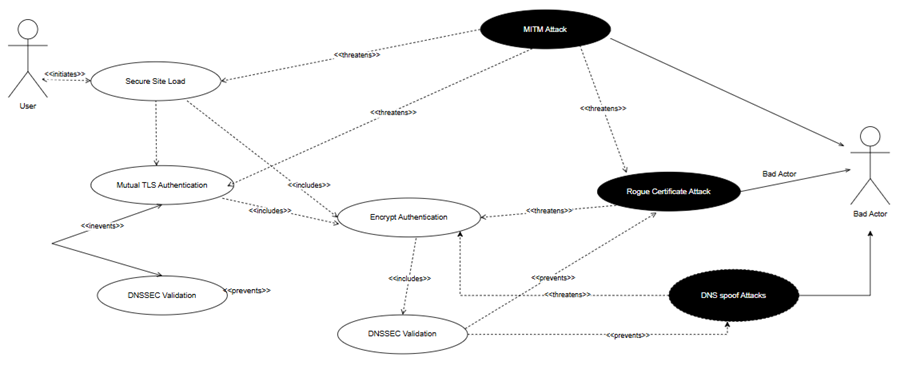 MITM Attack
<<threatens>>
<<initiates>>
Secure Site Load
User
<<threatens>>
<<threatens>>
Bad Actor
Mutual TLS Authentication
<<includes>>
Rogue Certificate Attack
<<includes>>
<<threatens>>
Encrypt Authentication
Bad Actor
<<inevents>>
<<includes>>
<<prevents>>
DNSSEC Validation
<<prevents>>
<<threatens>>
DNS spoof Attacks
DNSSEC Validation
<<prevents>>